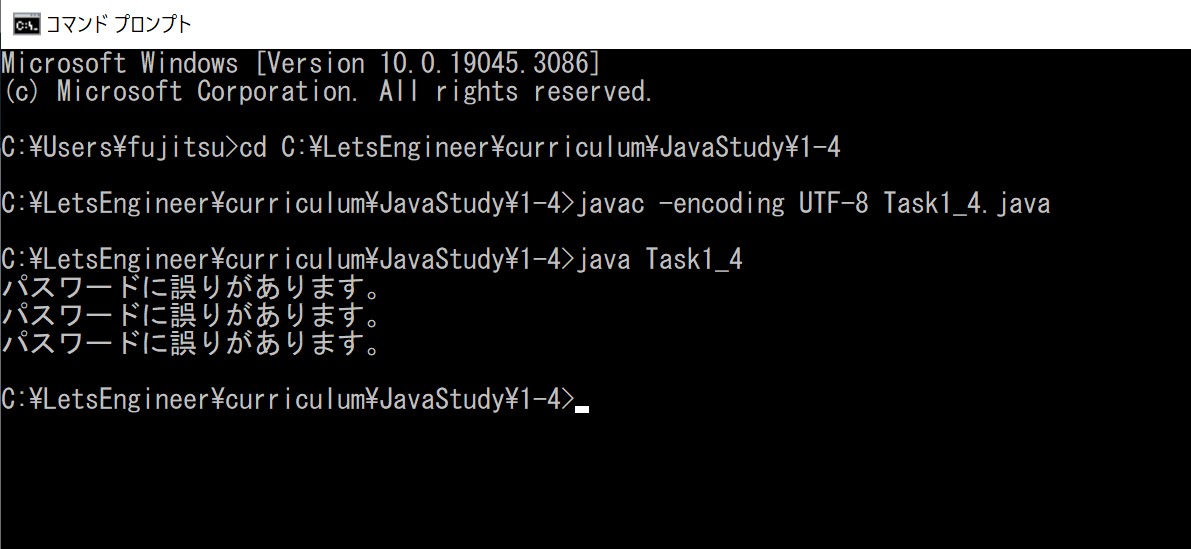 コマンド プロンプト
Microsoft Windows [Version 10.0.19045.3086]
(c) Microsoft Corporation. All rights reserved.
C:¥Users¥fujitsu>cd C:¥LetsEngineer¥curriculum¥JavaStudy¥1-4
C:¥LetsEngineer¥curriculum¥JavaStudy¥1-4>javac -encoding UTF-8 Task1_4.java
C:¥LetsEngineer¥curriculum¥JavaStudy¥1-4>java Task1_4
パスワードに誤りがあります。
パスワードに誤りがあります。
パスワードに誤りがあります。
C:¥LetsEngineer¥curriculum¥JavaStudy¥1-4>